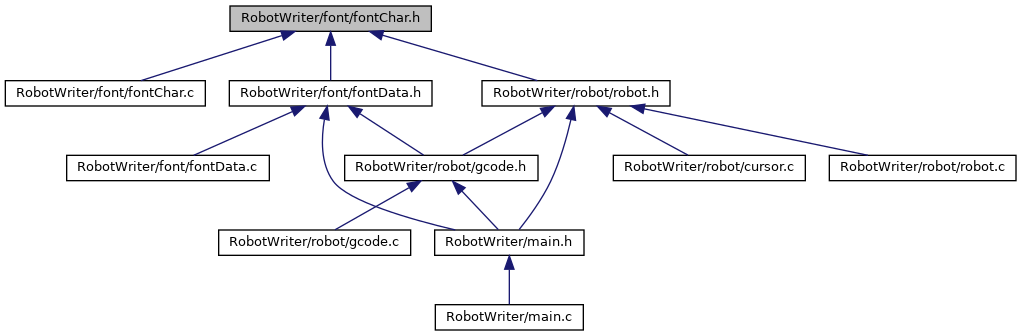 RobotWriter/font/fontChar.h
RobotWriter/font/fontChar.c
RobotWriter/font/fontData.h
RobotWriter/robot/robot.h
RobotWriter/font/fontData.c
RobotWriter/robot/gcode.h
RobotWriter/robot/cursor.c
RobotWriter/robot/robot.c
RobotWriter/robot/gcode.c
RobotWriter/main.h
RobotWriter/main.c